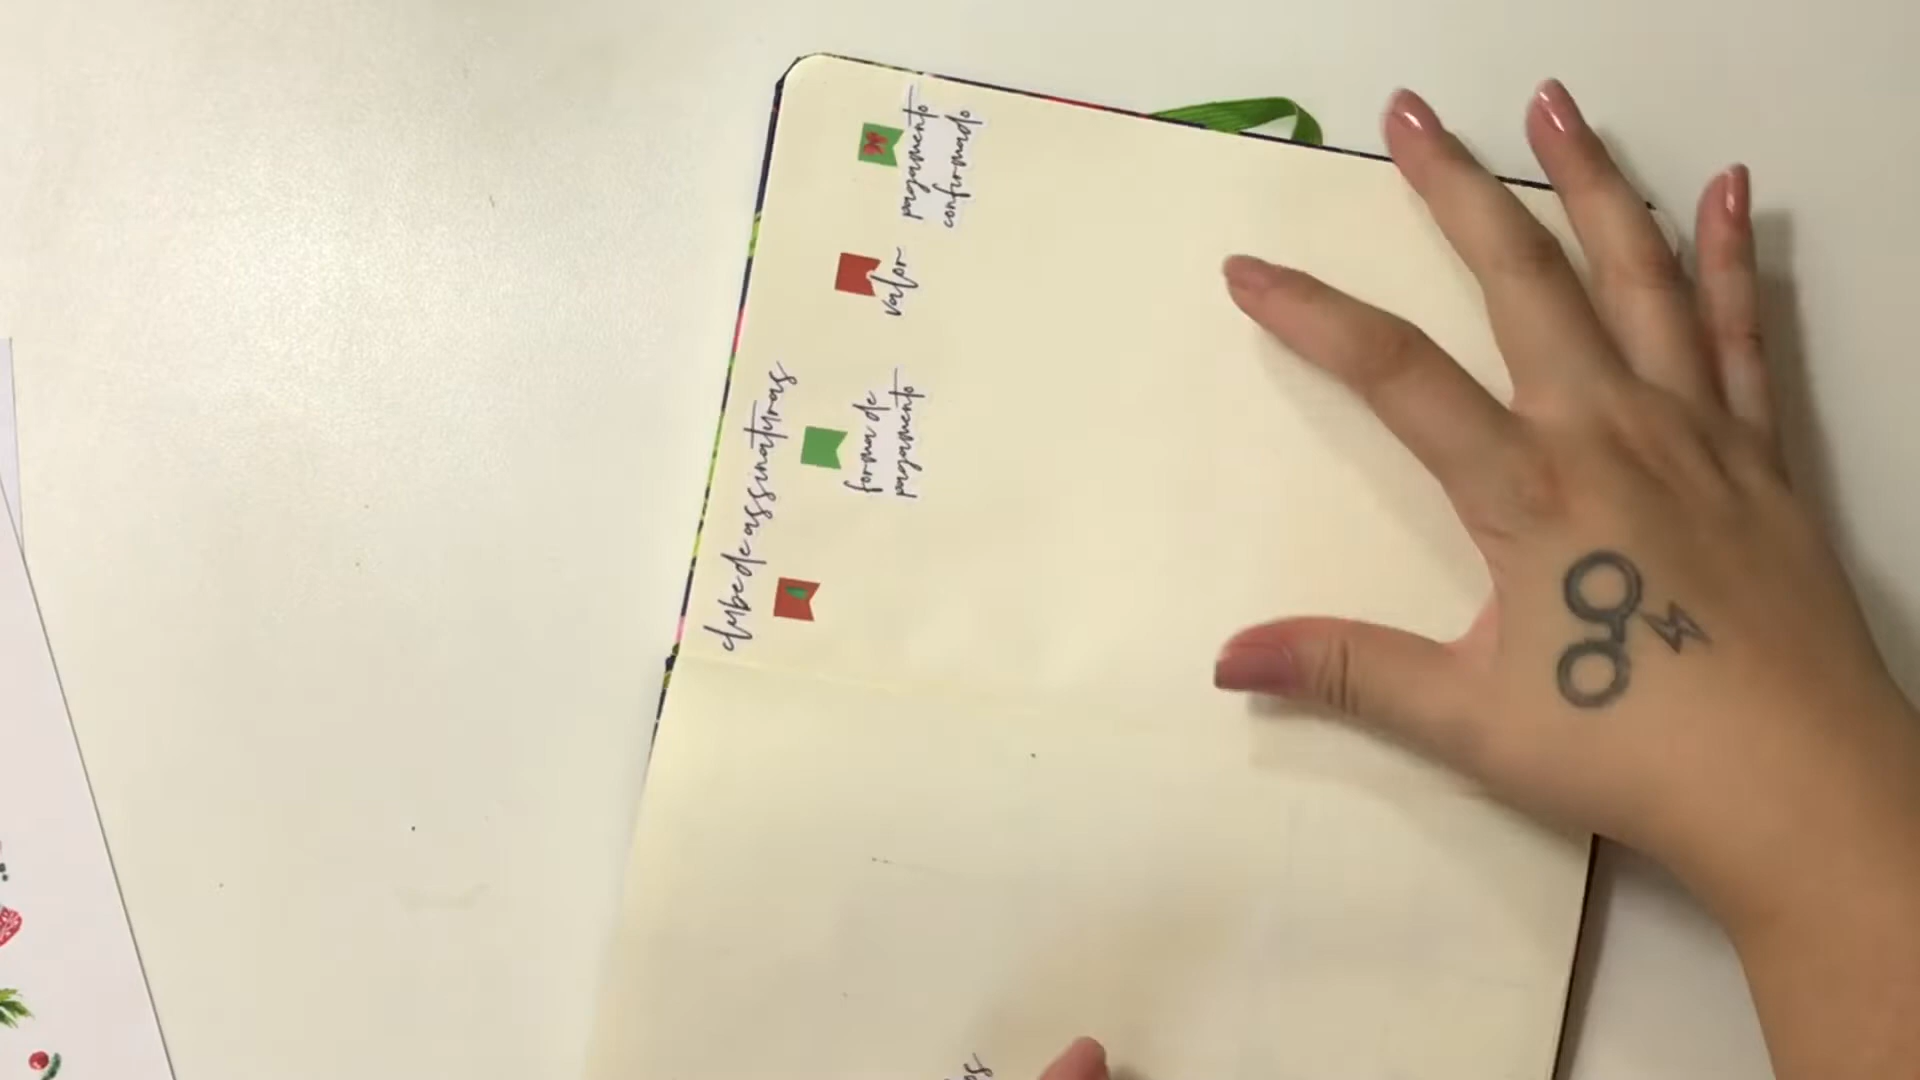 clube de assinaturas
forma de
pagamento
valor
pagamento
confirmado